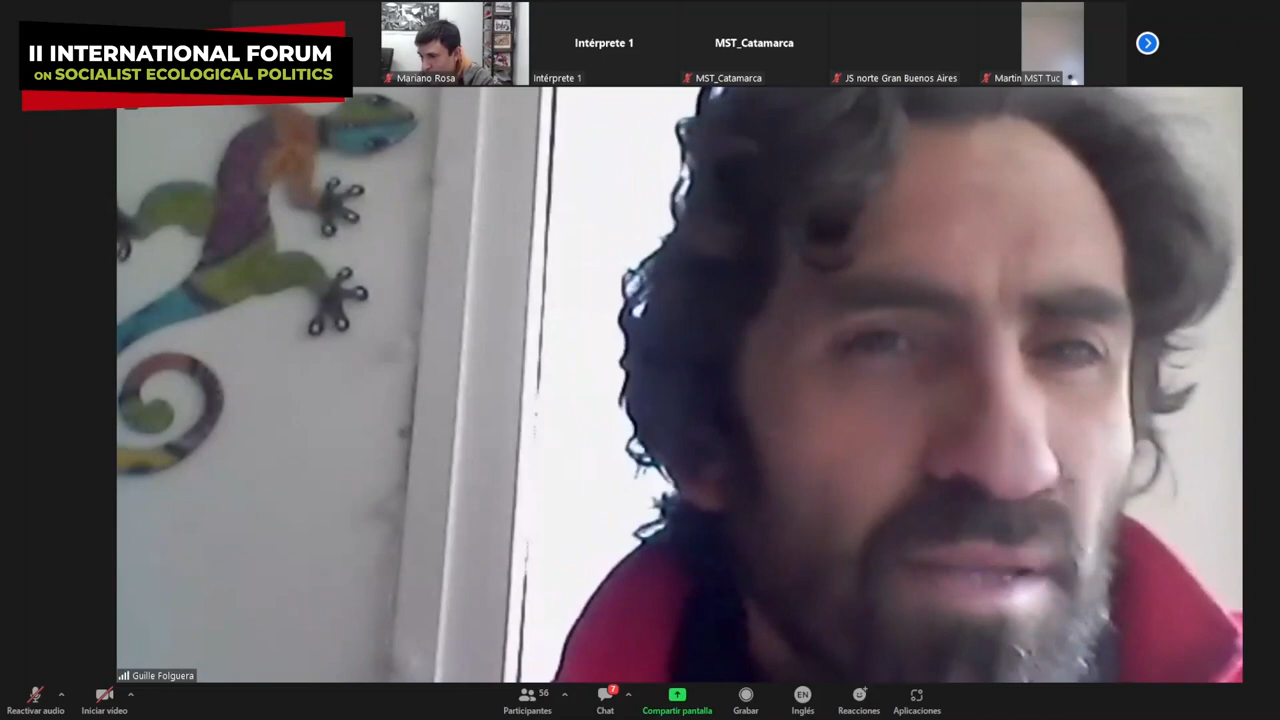 II INTERNATIONAL FORUM
ON SOCIALIST ECOLOGICAL POLITICS
Mariano Rosa
Intérprete 1
Intérprete 1
MST_Catamarca
MST_Catamarca
JS norte Gran Buenos Aires
Martin MST Tuc
Guille Folguera
Reactivar audio
Iniciar video
56
Participantes
7
Chat
Compartir pantalla
Grabar
EN
Inglés
Reacciones
Aplicaciones